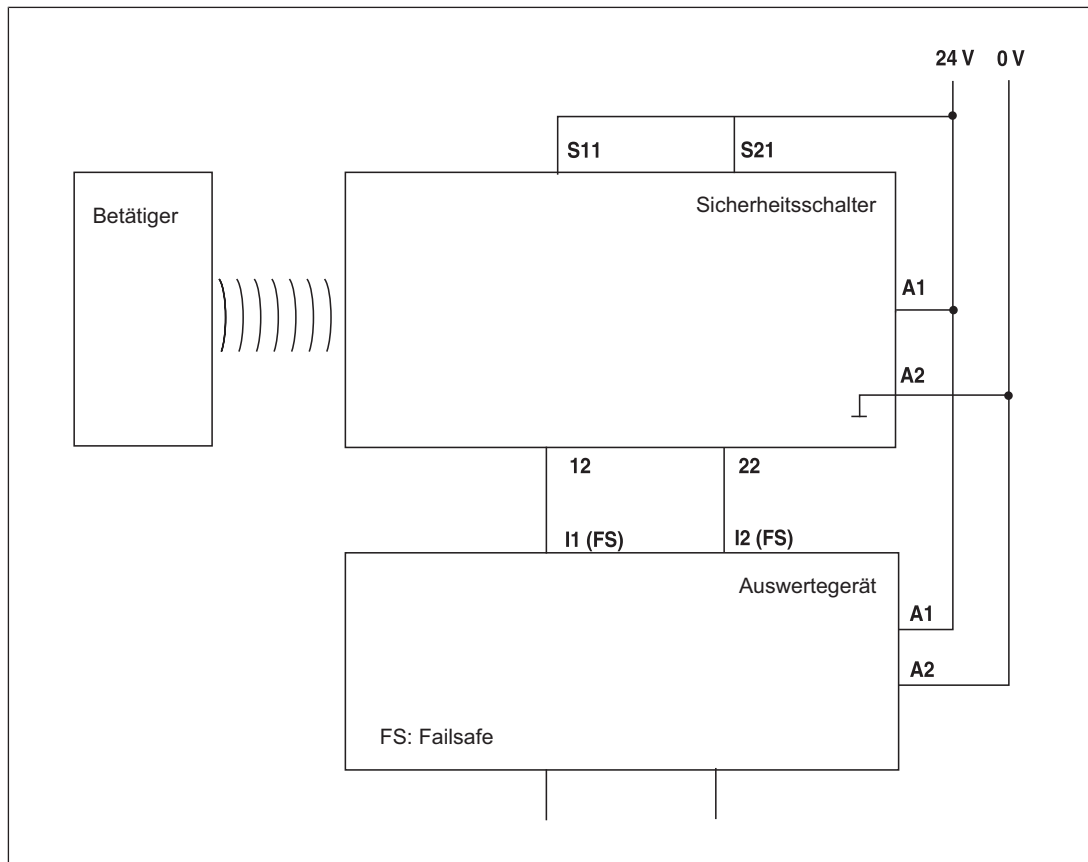 24 V 0 V
S11 S21
Betätiger
Sicherheitsschalter
A1
A2
12 22
I1 (FS) I2 (FS)
Auswertegerät
A1
A2
FS: Failsafe